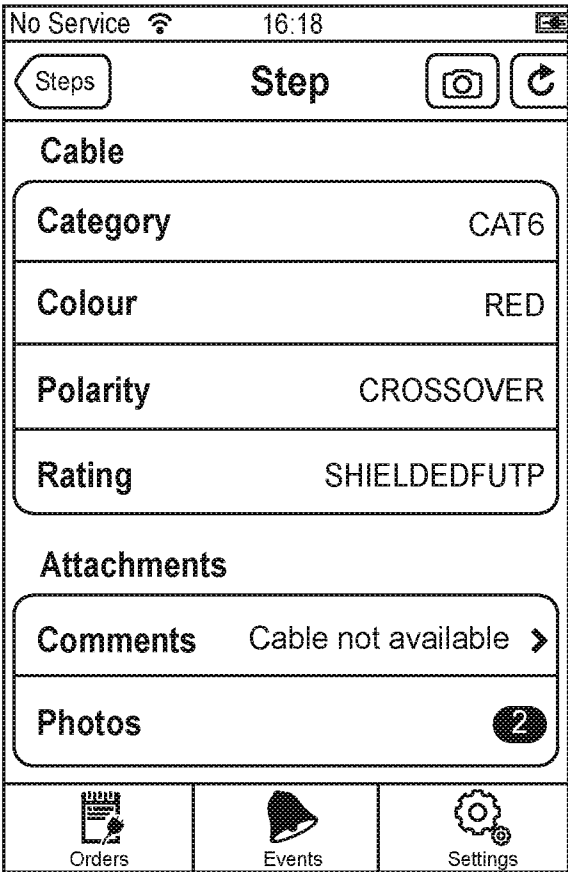 No Service 16:18
Steps Step
Cable
Category CAT6
Colour RED
Polarity CROSSOVER
Rating SHIELDEDFUTP
Attachments
Comments Cable not available >
Photos 2
Orders Events Settings